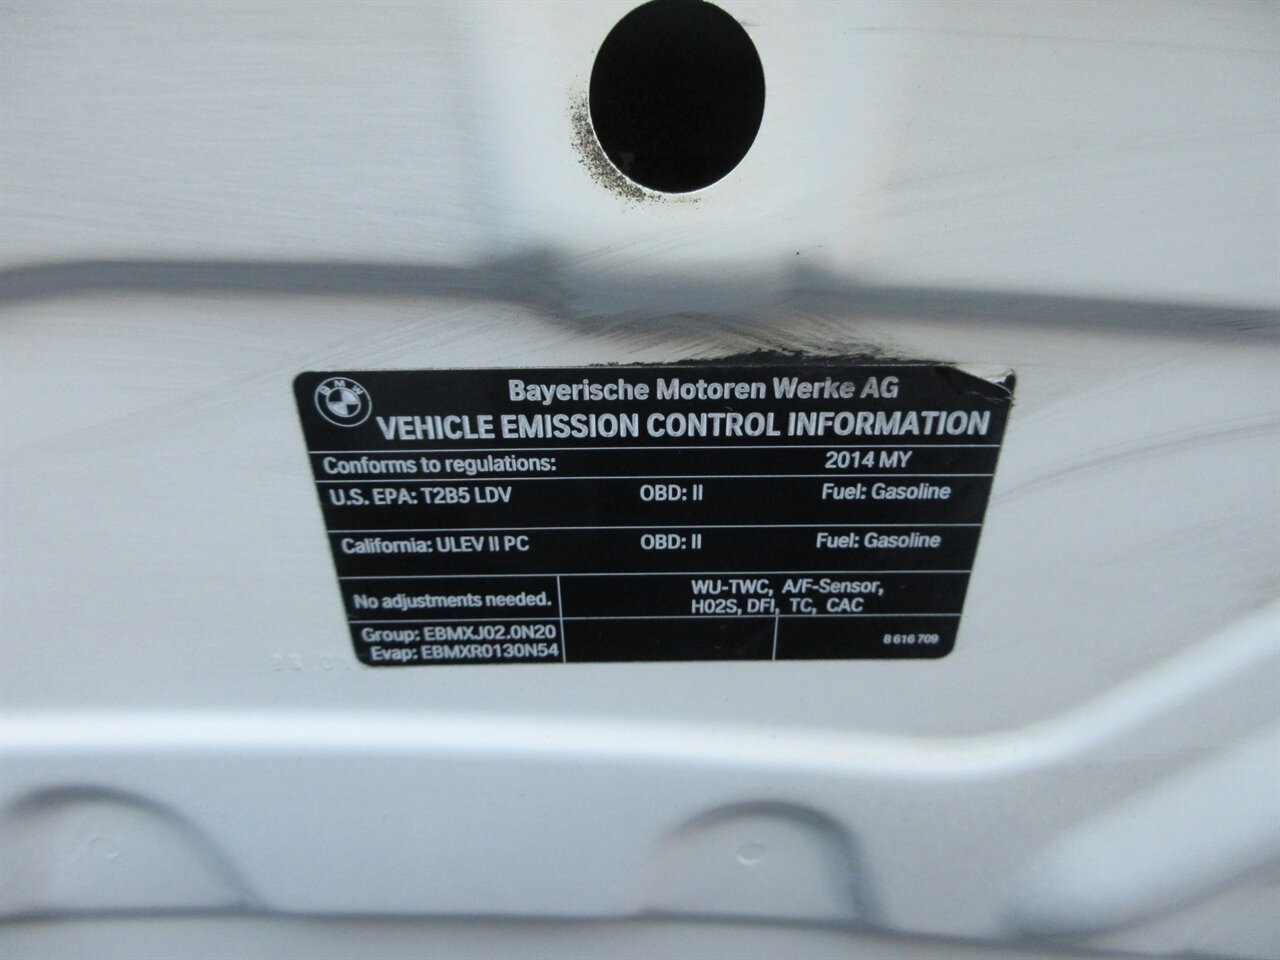 BMW
Bayerische Motoren Werke AG
VEHICLE EMISSION CONTROL INFORMATION
Conforms to regulations: 2014 MY
U.S. EPA: T2B5 LDV OBD: II Fuel: Gasoline
California: ULEV II PC OBD: II Fuel: Gasoline
No adjustments needed.
WU-TWC, A/F-Sensor,
H02S, DFI, TC, CAC
Group: EBMXJ02.0N20
Evap: EBMXR0130N54
8 616 709